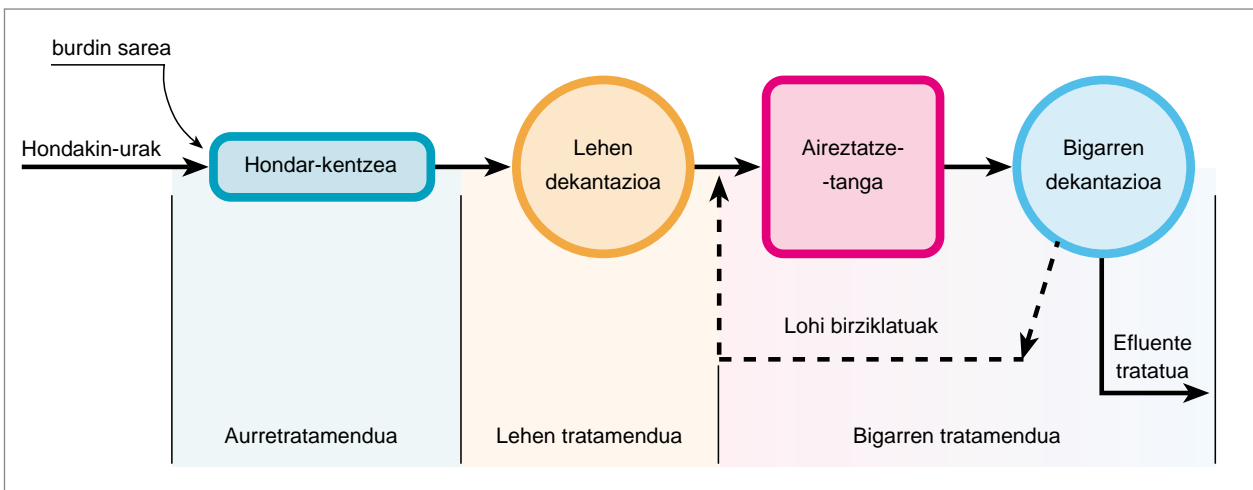 burdin sarea
Hondakin-urak
Hondar-kentzea
Lehen
dekantazioa
Aireztatze-
-tanga
Bigarren
dekantazioa
Lohi birziklatuak
Efluente
tratatua
Aurretratamendua
Lehen tratamendua
Bigarren tratamendua